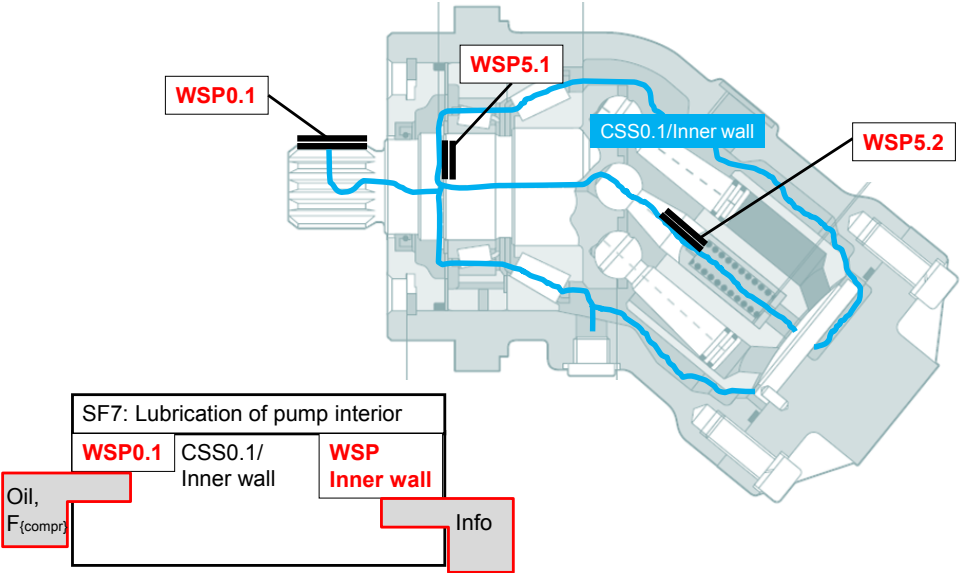 WSP5.1
WSP0.1
CSS0.1/Inner wall
WSP5.2
SF7: Lubrication of pump interior
WSP0.1
CSS0.1/
Inner wall
WSP
Inner wall
Oil,
F{compr}
Info